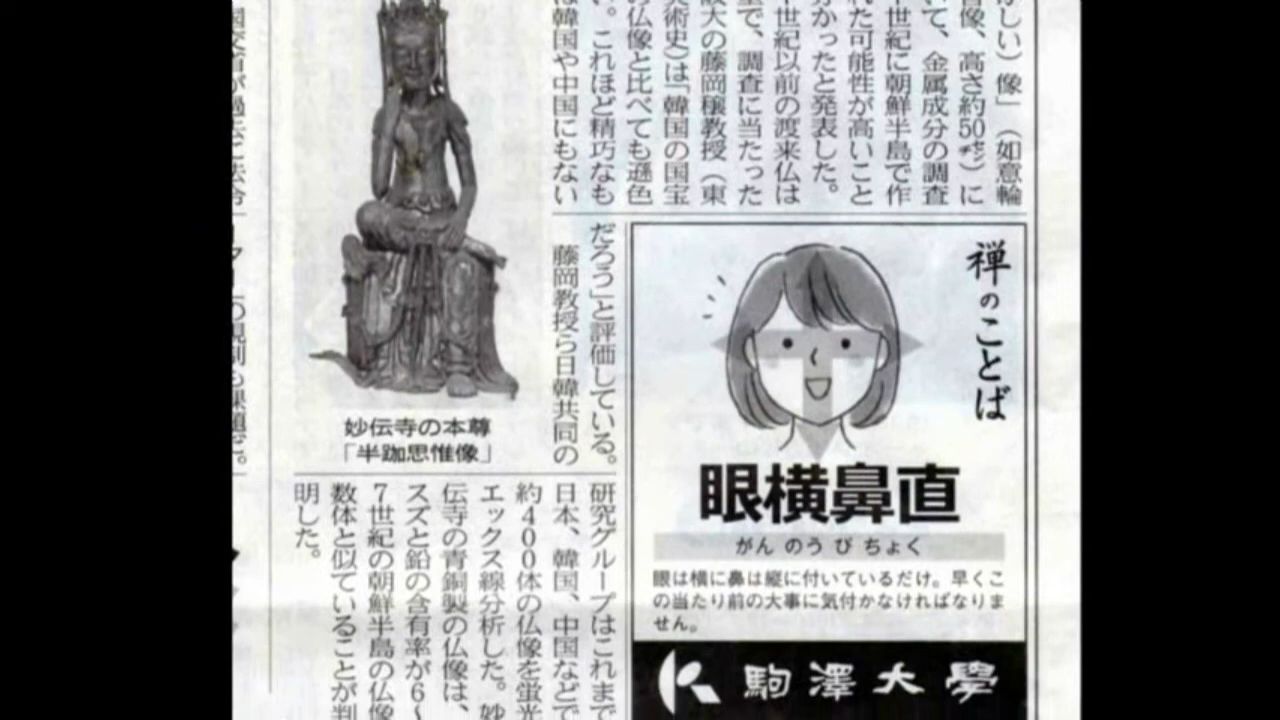 かしい）像」（如意輪
音像、高さ約50センチ）に
いて、金属成分の調査
世紀に朝鮮半島で作
れた可能性が高いこと
分かったと発表した。
世紀以前の渡来仏は
重で、調査に当たった
阪大の藤岡穣教授（東
美術史）は「韓国の国宝
の仏像と比べても遜色
い。これほど精巧なも
は韓国や中国にもない
だろう」と評価している。
藤岡教授ら日韓共同の
研究グループはこれまで
日本、韓国、中国などで
約400体の仏像を蛍光
エックス線分析した。妙
伝寺の青銅製の仏像は、
スズと鉛の含有率が6〜
7世紀の朝鮮半島の仏像
数体と似ていることが判
明した。
妙伝寺の本尊
「半跏思惟像」
禅のことば
眼横鼻直
がん のう び ちょく
眼は横に鼻は縦に付いているだけ。早くこ
の当たり前の大事に気付かなければなりま
せん。
駒澤大學